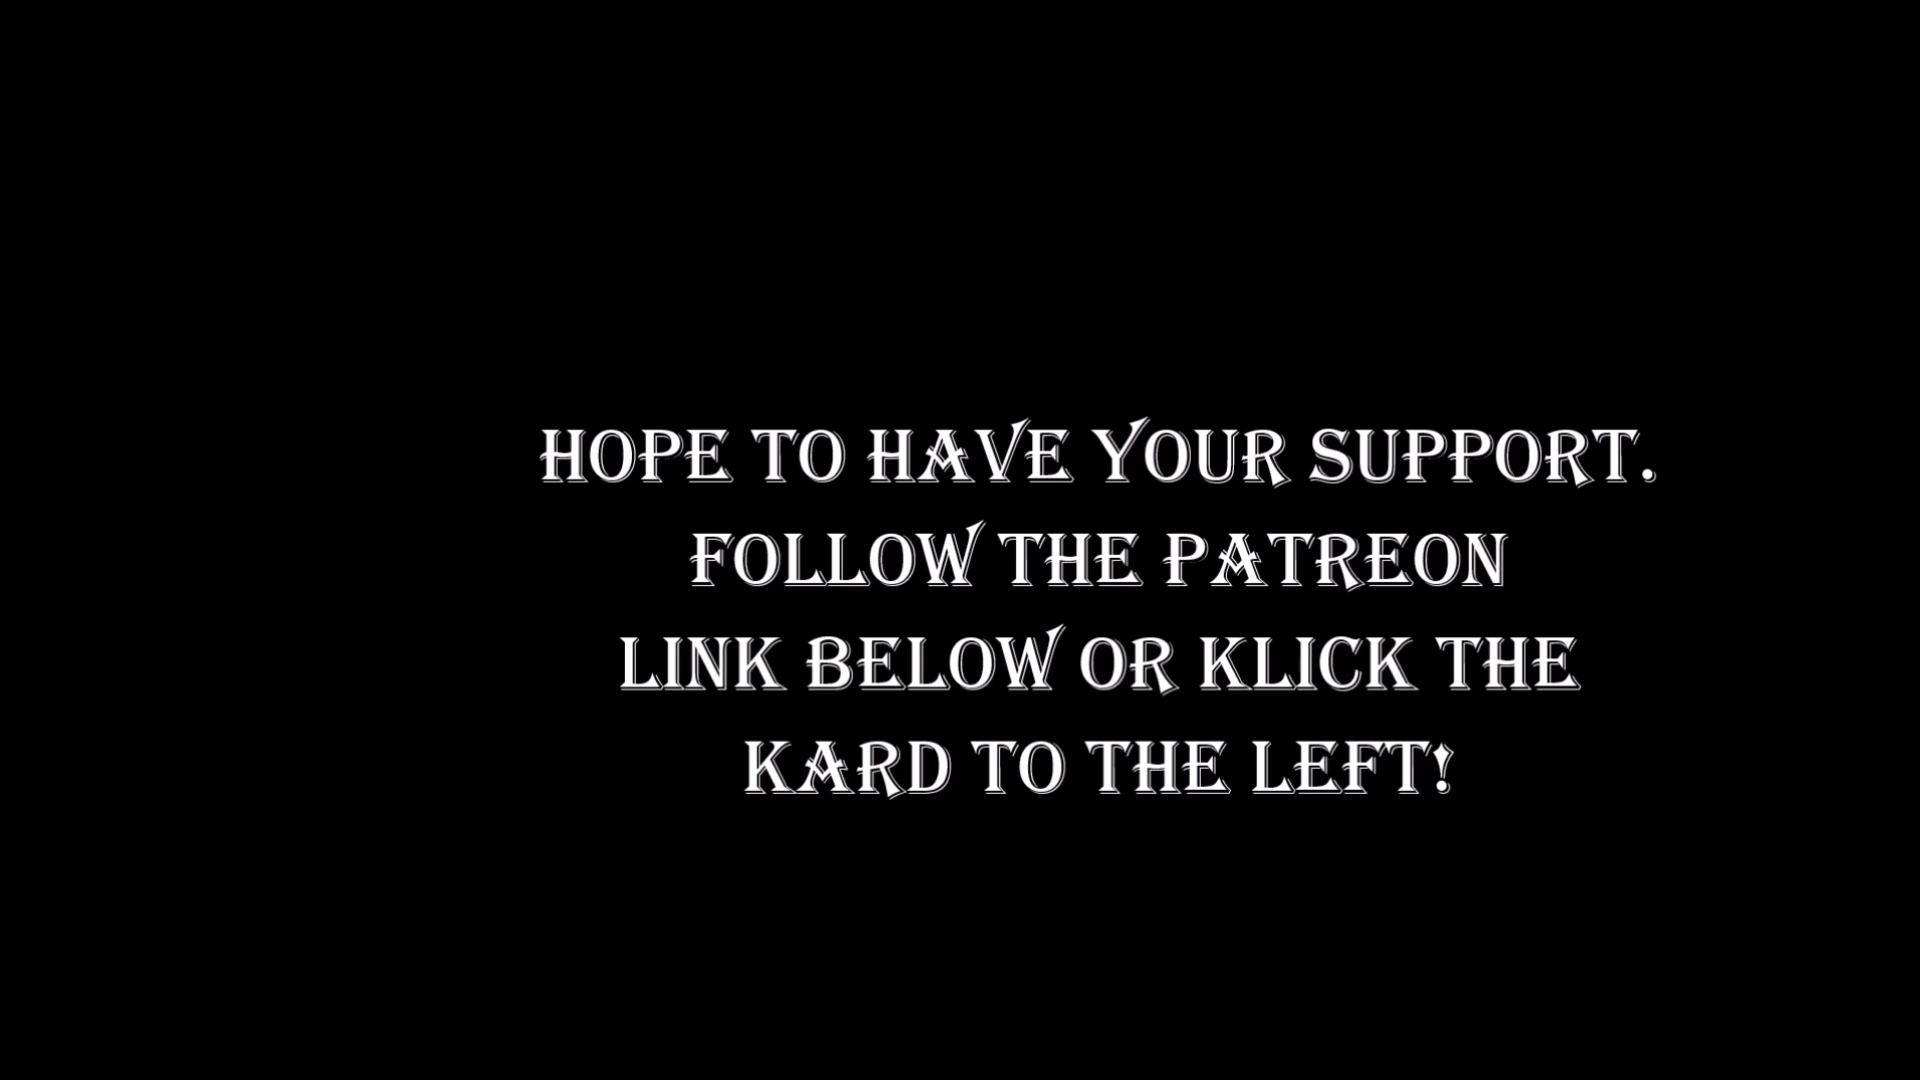 HOPE TO HAVE YOUR SUPPORT.
FOLLOW THE PATREON
LINK BELOW OR KLICK THE
KARD TO THE LEFT!